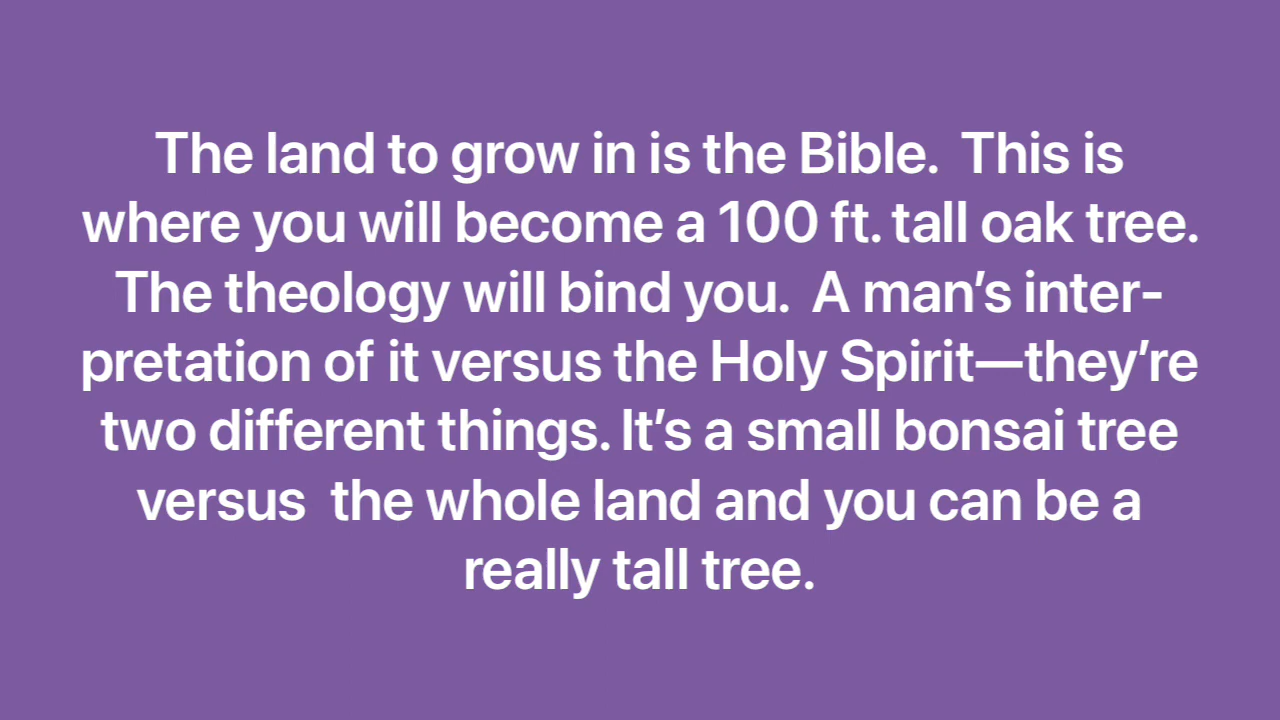 The land to grow in is the Bible.  This is
where you will become a 100 ft. tall oak tree.
The theology will bind you.  A man’s inter-
pretation of it versus the Holy Spirit—they’re
two different things. It’s a small bonsai tree
versus  the whole land and you can be a
really tall tree.